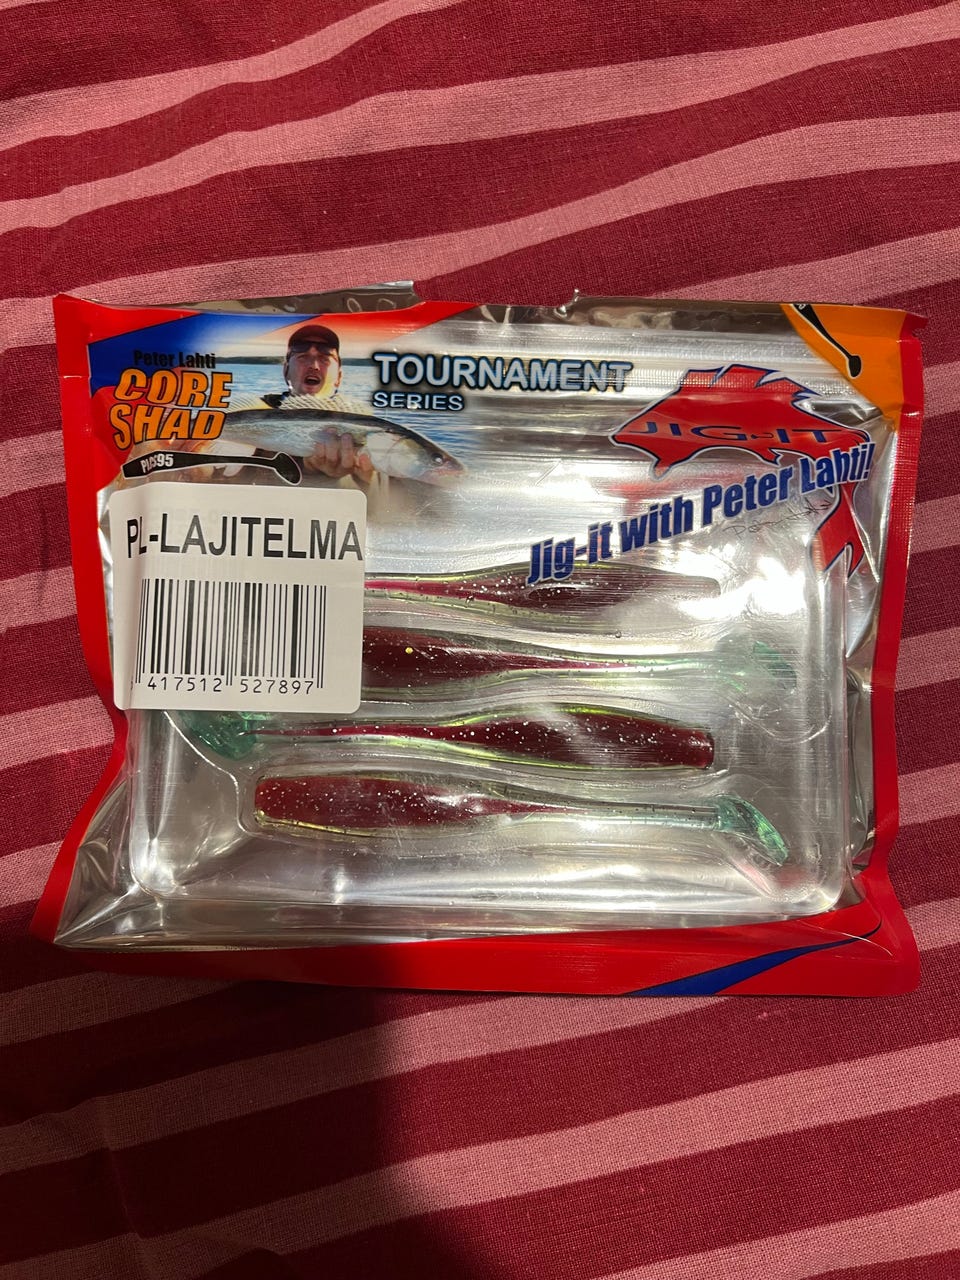 Peter Lahti
CORE
SHAD
TOURNAMENT
SERIES
JIG-IT
Jig-it with Peter Lahti!
PL-LAJITELMA
417512 527897